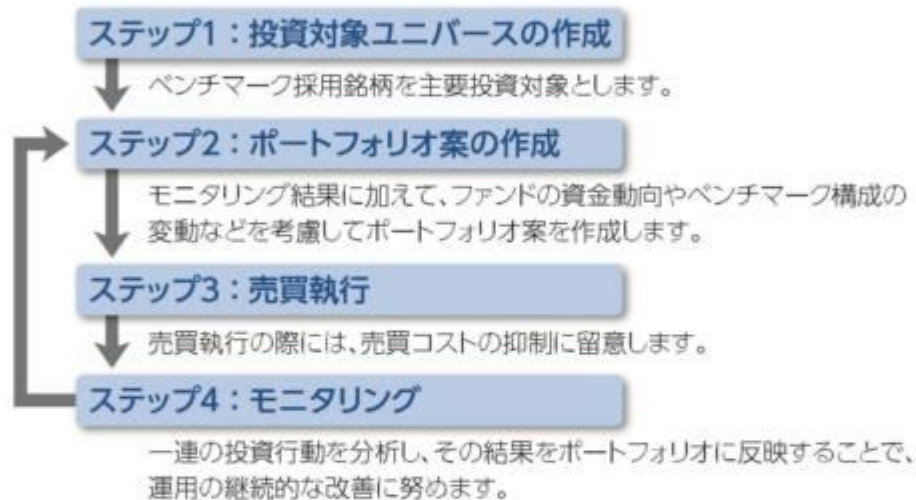 ステップ1：投資対象ユニバースの作成
ベンチマーク採用銘柄を主要投資対象とします。
ステップ2：ポートフォリオ案の作成
モニタリング結果に加えて、ファンドの資金動向やベンチマーク構成の
変動などを考慮してポートフォリオ案を作成します。
ステップ3：売買執行
売買執行の際には、売買コストの抑制に留意します。
ステップ4：モニタリング
一連の投資行動を分析し、その結果をポートフォリオに反映することで、
運用の継続的な改善に努めます。